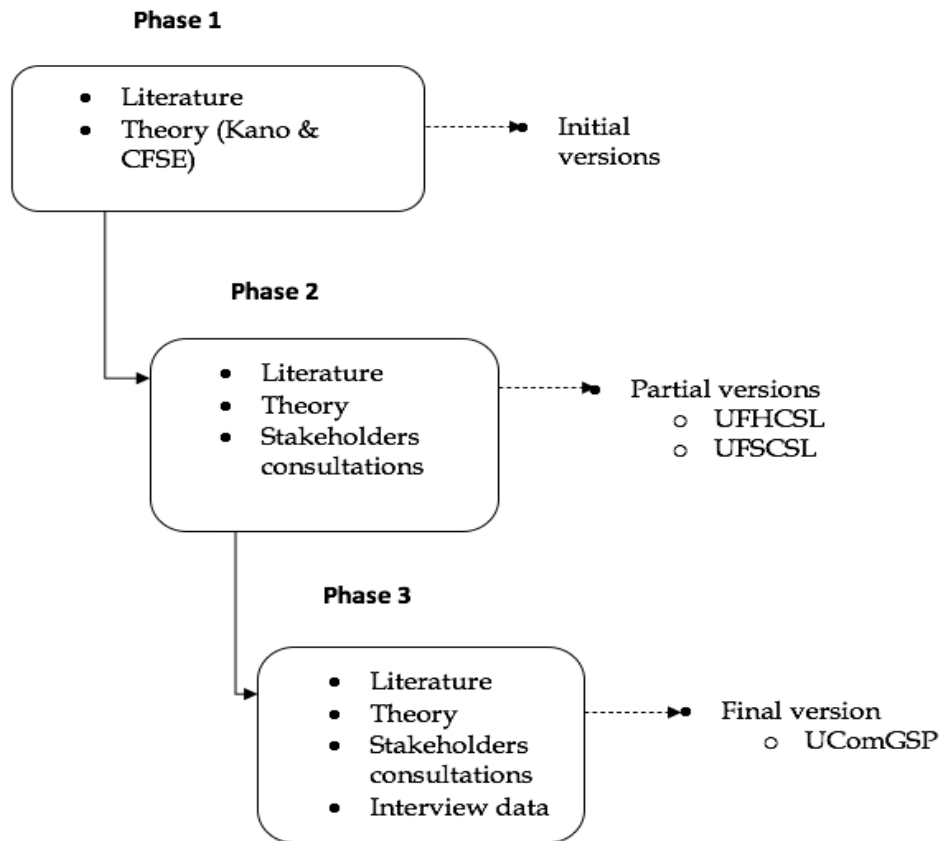 Phase 1
• Literature
• Theory (Kano &
CFSE)
• Initial
versions
Phase 2
• Literature
• Theory
• Stakeholders
consultations
• Partial versions
o UFHCSL
o UFSCSL
Phase 3
• Literature
• Theory
• Stakeholders
consultations
• Interview data
• Final version
o UComGSP